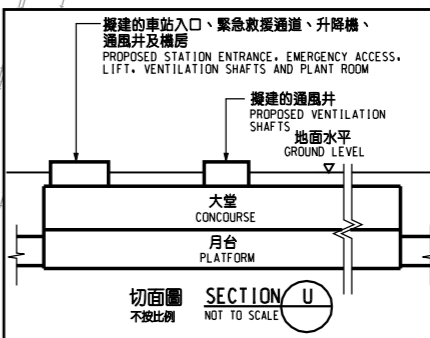 擬建的車站入口、緊急救援通道、升降機、
通風井及機房
PROPOSED STATION ENTRANCE, EMERGENCY ACCESS,
LIFT, VENTILATION SHAFTS AND PLANT ROOM
擬建的通風井
PROPOSED VENTILATION
SHAFTS
地面水平
GROUND LEVEL
大堂
CONCOURSE
月台
PLATFORM
切面圖 SECTION U
不按比例 NOT TO SCALE